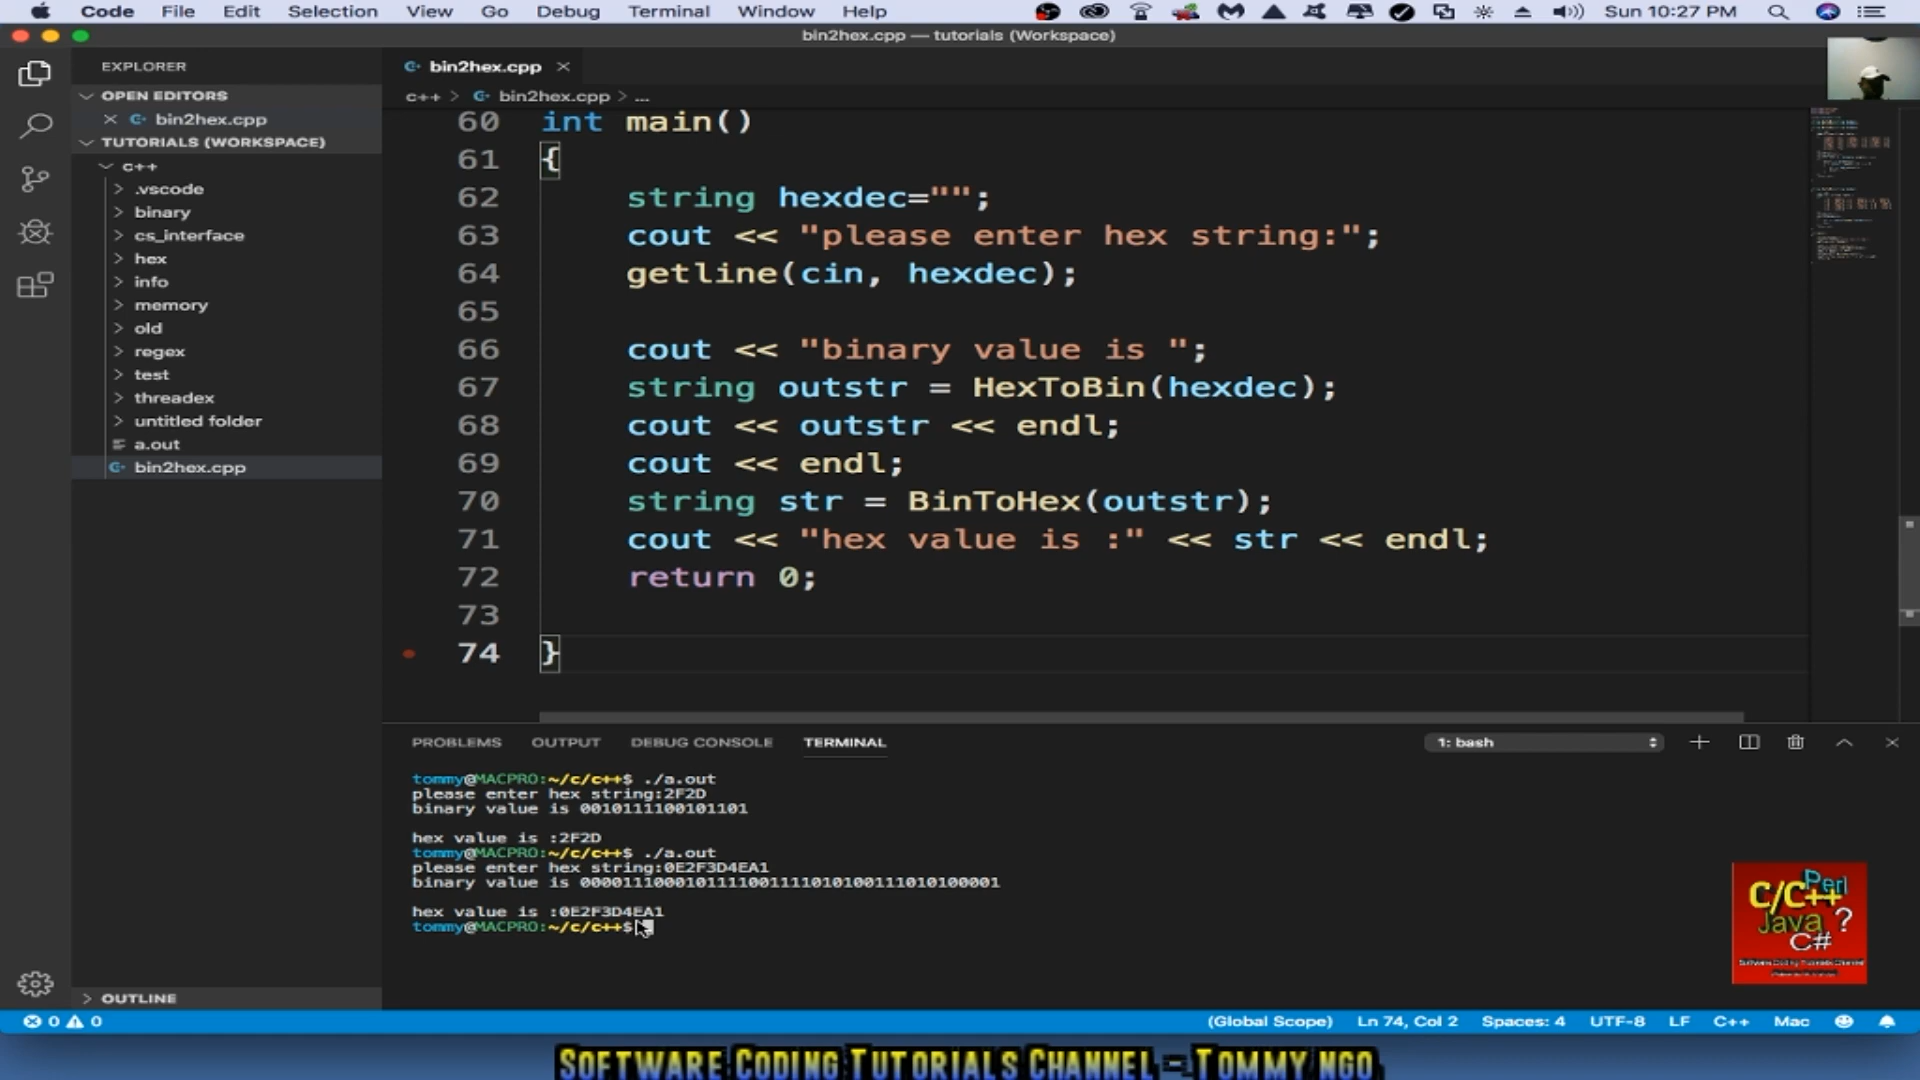 Code File Edit Selection View Go Debug Terminal Window Help Sun 10:27 PM
bin2hex.cpp — tutorials (Workspace)
EXPLORER
OPEN EDITORS
bin2hex.cpp
TUTORIALS (WORKSPACE)
c++
.vscode
binary
cs_interface
hex
info
memory
old
regex
test
threadex
untitled folder
a.out
bin2hex.cpp
OUTLINE
bin2hex.cpp
c++ > bin2hex.cpp > ...
60 int main()
61 {
62 string hexdec="";
63 cout << "please enter hex string:";
64 getline(cin, hexdec);
65
66 cout << "binary value is ";
67 string outstr = HexToBin(hexdec);
68 cout << outstr << endl;
69 cout << endl;
70 string str = BinToHex(outstr);
71 cout << "hex value is :" << str << endl;
72 return 0;
73
74 }
PROBLEMS OUTPUT DEBUG CONSOLE TERMINAL 1: bash
tommy@MACPRO:~/c/c++$ ./a.out
please enter hex string:2F2D
binary value is 0010111100101101
hex value is :2F2D
tommy@MACPRO:~/c/c++$ ./a.out
please enter hex string:0E2F3D4EA1
binary value is 0000111000101111001111010100111010100001
hex value is :0E2F3D4EA1
tommy@MACPRO:~/c/c++$
C/C++ Perl
Java ?
C#
0 0 (Global Scope) Ln 74, Col 2 Spaces: 4 UTF-8 LF C++ Mac
SOFTWARE CODING TUTORIALS CHANNEL - TOMMY NGO